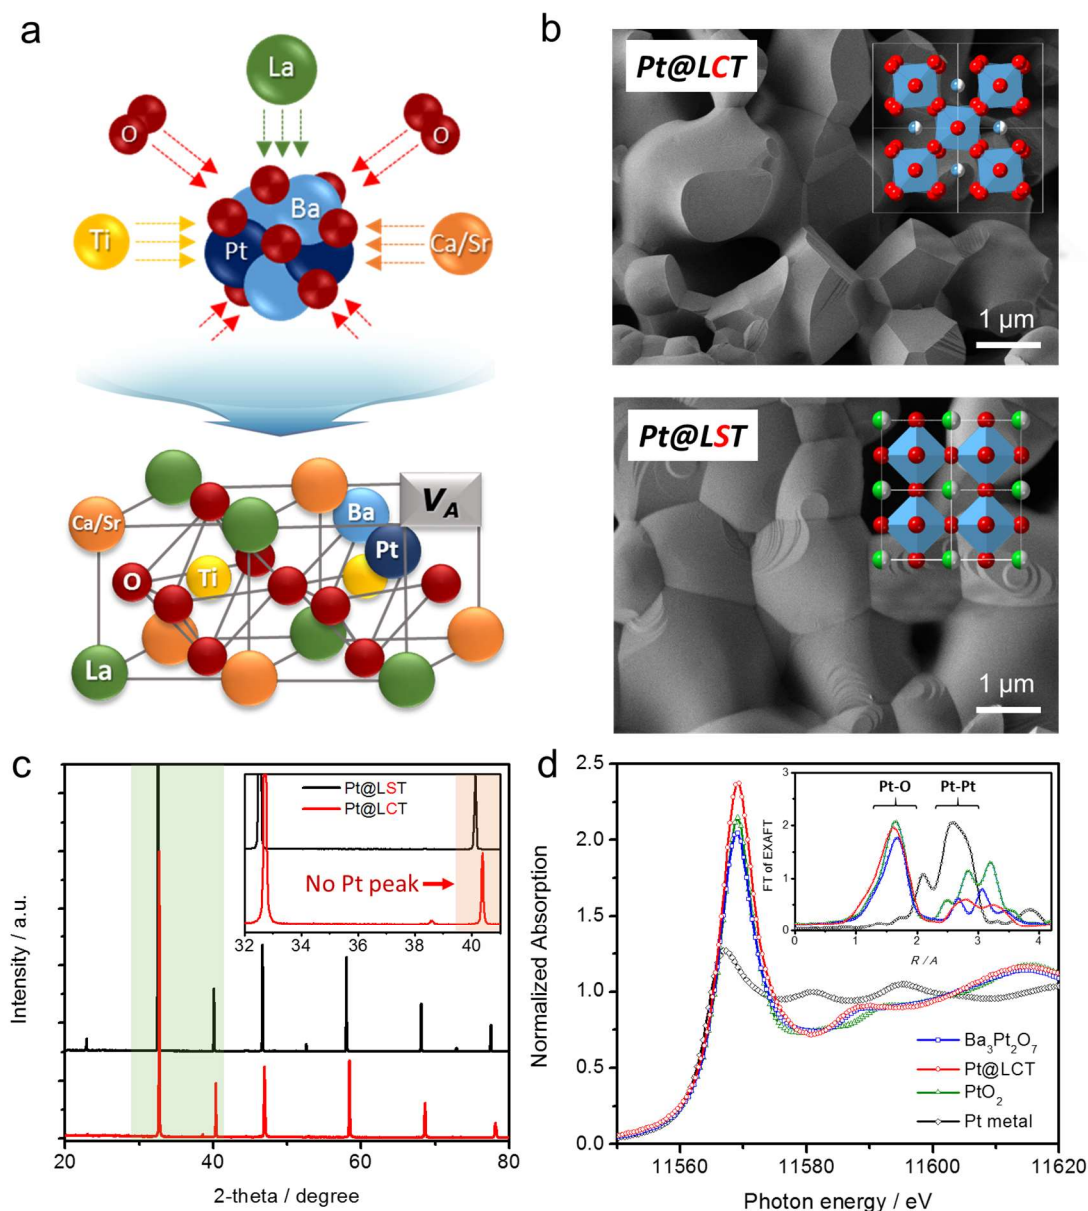 a
La
O
O
Ba
Ti
Pt
Ca/Sr
Ca/Sr
Ba
V_A
Pt
O
Ti
La
b
Pt@LCT
1 μm
Pt@LST
1 μm
c
Intensity / a.u.
Pt@LST
Pt@LCT
No Pt peak
32 34 36 38 40
20 40 60 80
2-theta / degree
d
Normalized Absorption
2.5
2.0
1.5
1.0
0.5
0.0
FT of EXAFT
3
2
1
0
Pt-O
Pt-Pt
0 1 2 3 4
R / A
Ba₃Pt₂O₇
Pt@LCT
PtO₂
Pt metal
11560 11580 11600 11620
Photon energy / eV